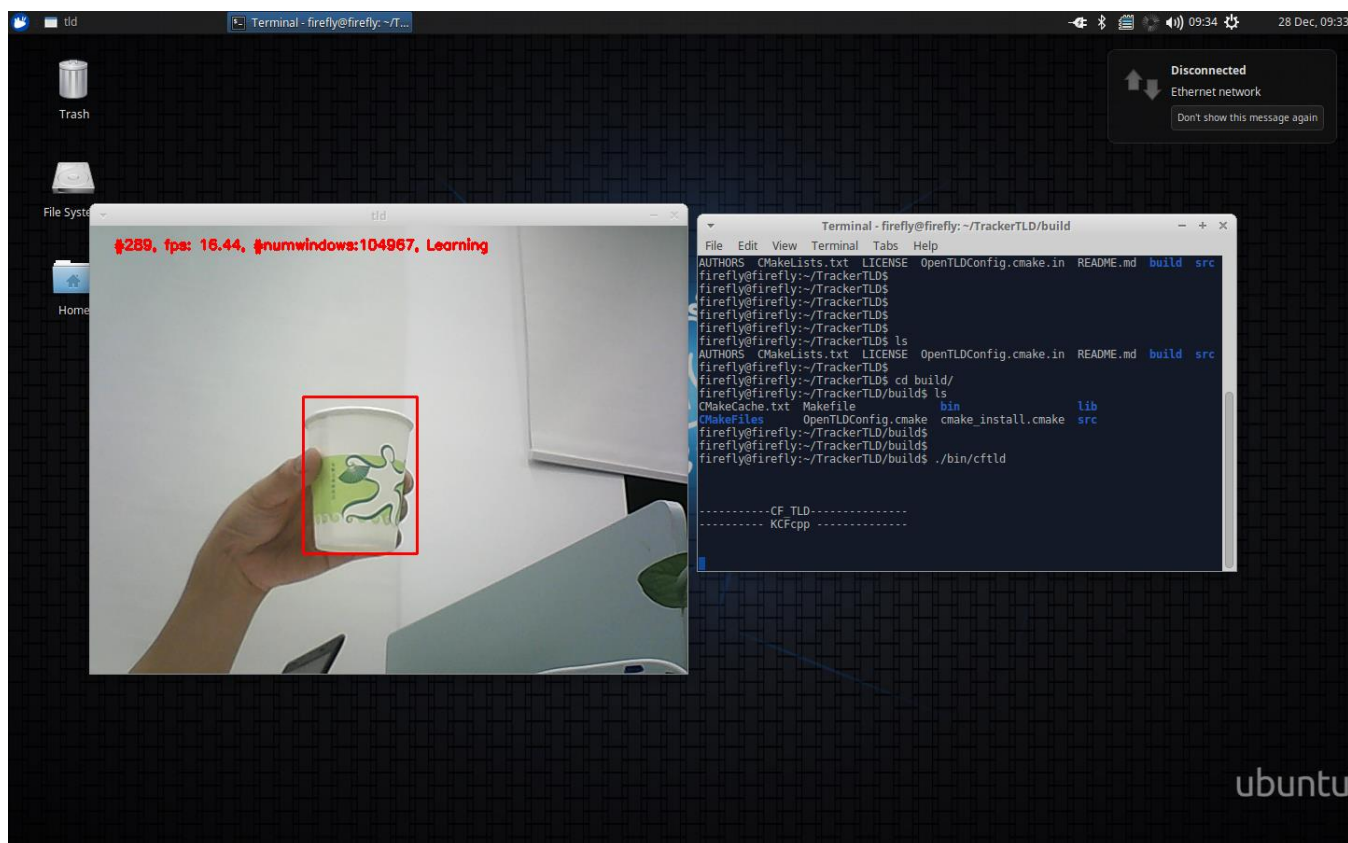 tld
Terminal - firefly@firefly: ~/T...
09:34
28 Dec, 09:33
Disconnected
Ethernet network
Don't show this message again
Trash
File Syste
Home
tld
#289, fps: 16.44, #numwindows:104967, Learning
Terminal - firefly@firefly: ~/TrackerTLD/build
File Edit View Terminal Tabs Help
AUTHORS CMakeLists.txt LICENSE OpenTLDConfig.cmake.in README.md build src
firefly@firefly:~/TrackerTLD$
firefly@firefly:~/TrackerTLD$
firefly@firefly:~/TrackerTLD$
firefly@firefly:~/TrackerTLD$
firefly@firefly:~/TrackerTLD$
firefly@firefly:~/TrackerTLD$ ls
AUTHORS CMakeLists.txt LICENSE OpenTLDConfig.cmake.in README.md build src
firefly@firefly:~/TrackerTLD$
firefly@firefly:~/TrackerTLD$ cd build/
firefly@firefly:~/TrackerTLD/build$ ls
CMakeCache.txt Makefile bin lib
CMakeFiles OpenTLDConfig.cmake cmake_install.cmake src
firefly@firefly:~/TrackerTLD/build$
firefly@firefly:~/TrackerTLD/build$
firefly@firefly:~/TrackerTLD/build$ ./bin/cftld
-----------CF_TLD---------------
---------- KCFcpp --------------
ubuntu